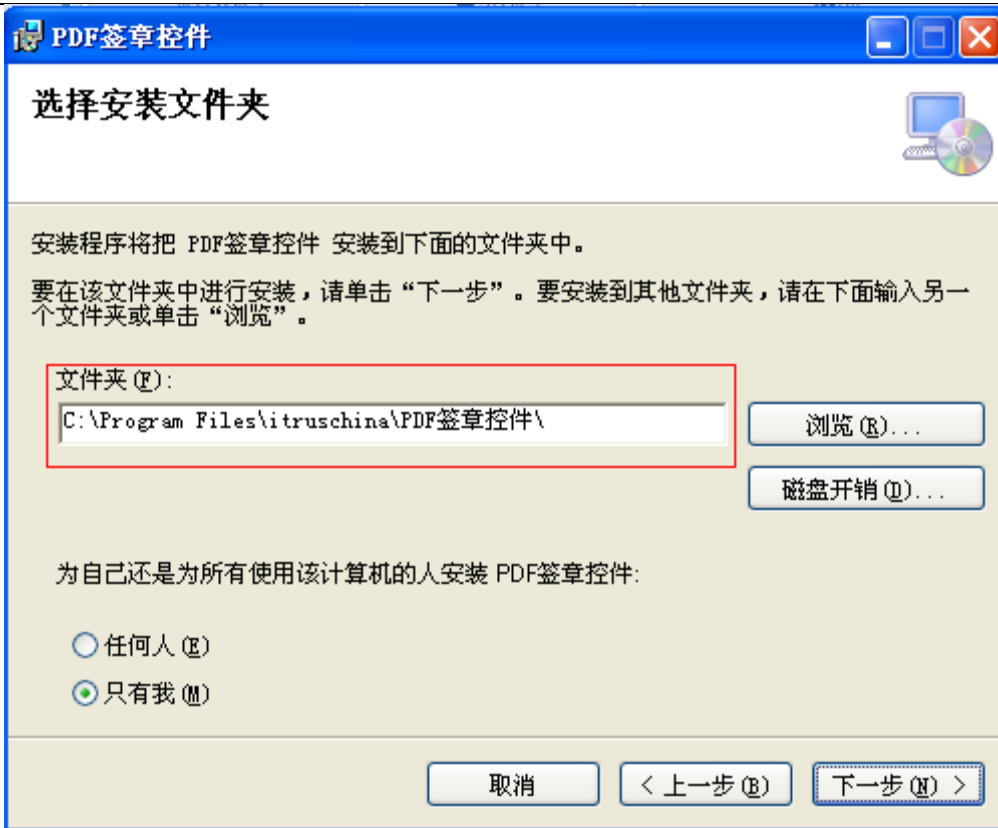 PDF签章控件
选择安装文件夹
安装程序将把 PDF签章控件 安装到下面的文件夹中。
要在该文件夹中进行安装，请单击“下一步”。要安装到其他文件夹，请在下面输入另一
个文件夹或单击“浏览”。
文件夹(F):
C:\Program Files\itruschina\PDF签章控件\
浏览(R)...
磁盘开销(D)...
为自己还是为所有使用该计算机的人安装 PDF签章控件:
任何人(E)
只有我(M)
取消
< 上一步(B)
下一步(N) >